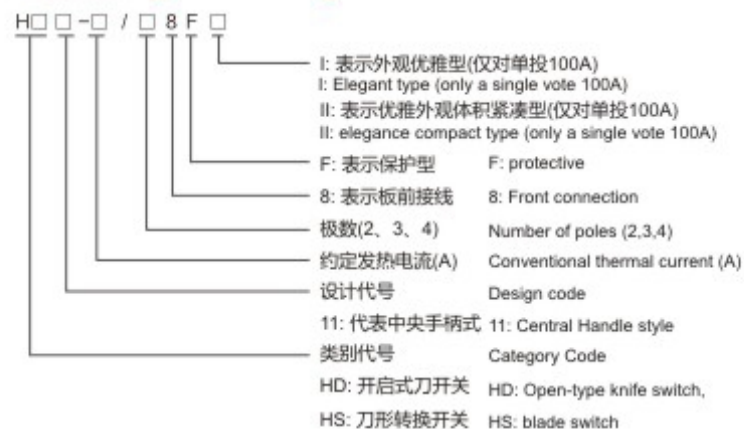 H□ □-□ / □ 8 F □
I: 表示外观优雅型(仅对单投100A)
I: Elegant type (only a single vote 100A)
II: 表示优雅外观体积紧凑型(仅对单投100A)
II: elegance compact type (only a single vote 100A)
F: 表示保护型 F: protective
8: 表示板前接线 8: Front connection
极数(2、3、4) Number of poles (2,3,4)
约定发热电流(A) Conventional thermal current (A)
设计代号 Design code
11: 代表中央手柄式 11: Central Handle style
类别代号 Category Code
HD: 开启式刀开关 HD: Open-type knife switch,
HS: 刀形转换开关 HS: blade switch